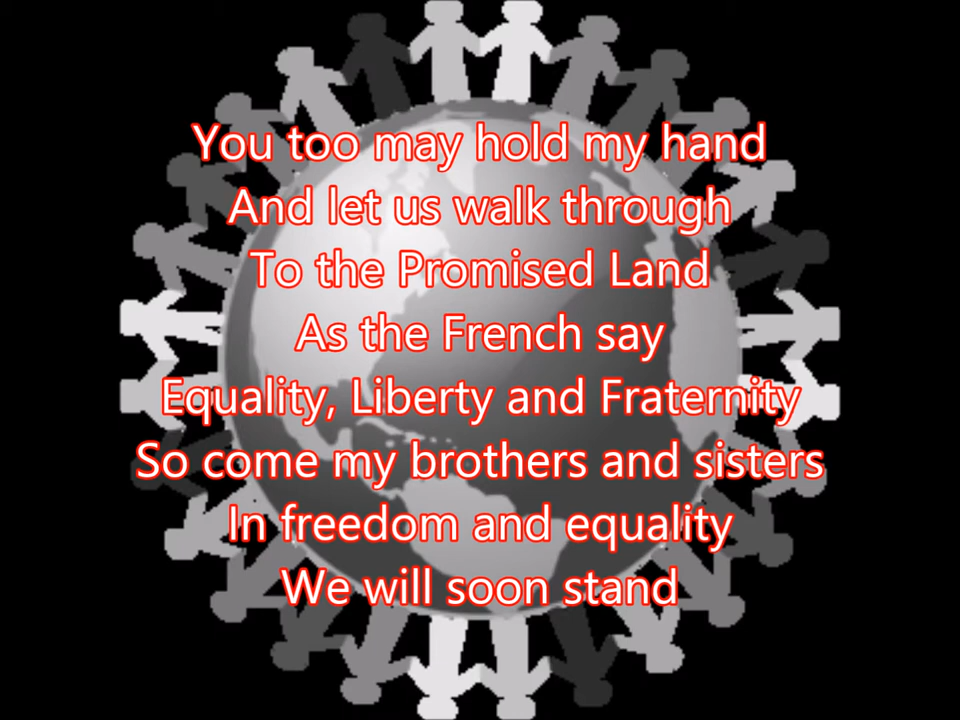 You too may hold my hand
And let us walk through
To the Promised Land
As the French say
Equality, Liberty and Fraternity
So come my brothers and sisters
In freedom and equality
We will soon stand